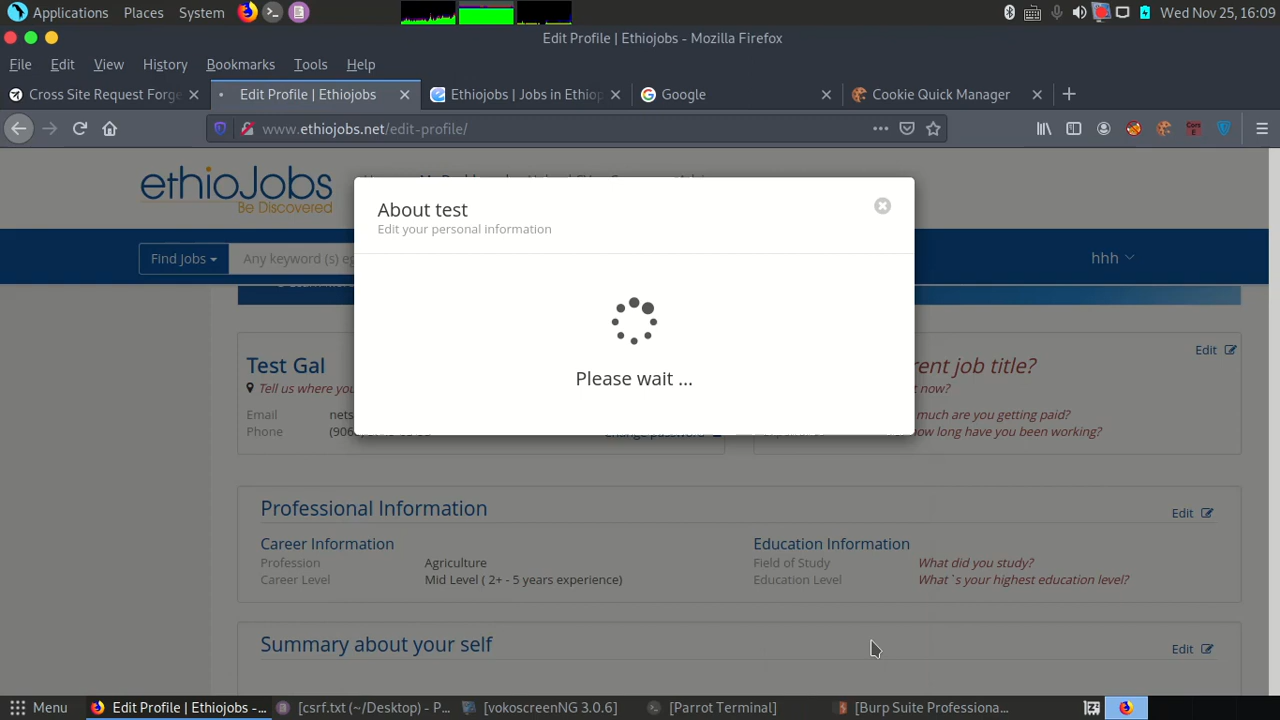 Applications Places System Wed Nov 25, 16:09
Edit Profile | Ethiojobs - Mozilla Firefox
File Edit View History Bookmarks Tools Help
Cross Site Request Forge Edit Profile | Ethiojobs Ethiojobs | Jobs in Ethiop Google Cookie Quick Manager
www.ethiojobs.net/edit-profile/
ethioJobs
Be Discovered
About test
Edit your personal information
Find Jobs Any keyword (s) eg hhh
Please wait ...
Test Gal rent job title? Edit
Tell us where you t now?
Email nets much are you getting paid?
Phone (906) how long have you been working?
Professional Information Edit
Career Information Education Information
Profession Agriculture Field of Study What did you study?
Career Level Mid Level ( 2+ - 5 years experience) Education Level What `s your highest education level?
Summary about your self Edit
Menu Edit Profile | Ethiojobs -... [csrf.txt (~/Desktop) - P... [vokoscreenNG 3.0.6] [Parrot Terminal] [Burp Suite Professiona...